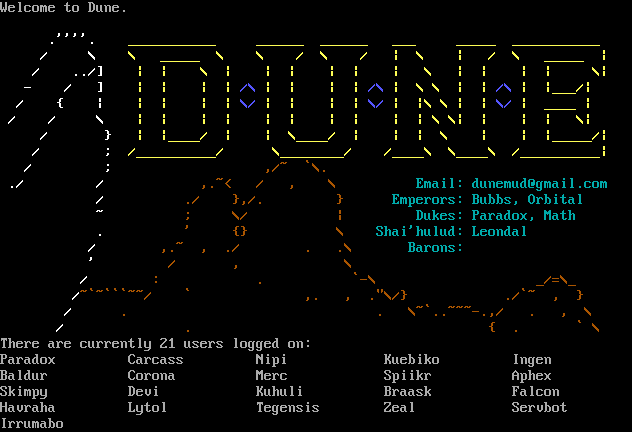 Welcome to Dune.
DUNE
Email: dunemud@gmail.com
Emperors: Bubbs, Orbital
Dukes: Paradox, Math
Shai'hulud: Leondal
Barons:
There are currently 21 users logged on:
Paradox Carcass Nipi Kuebiko Ingen
Baldur Corona Merc Spiikr Aphex
Skimpy Devi Kuhuli Braask Falcon
Havraha Lytol Tegensis Zeal Servbot
Irrumabo